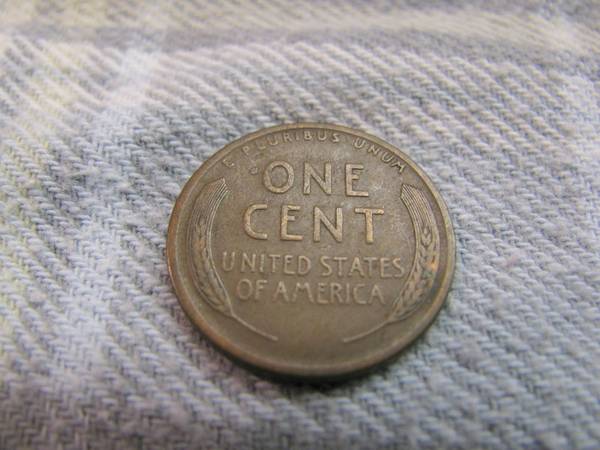 E PLURIBUS UNUM
ONE
CENT
UNITED STATES
OF AMERICA